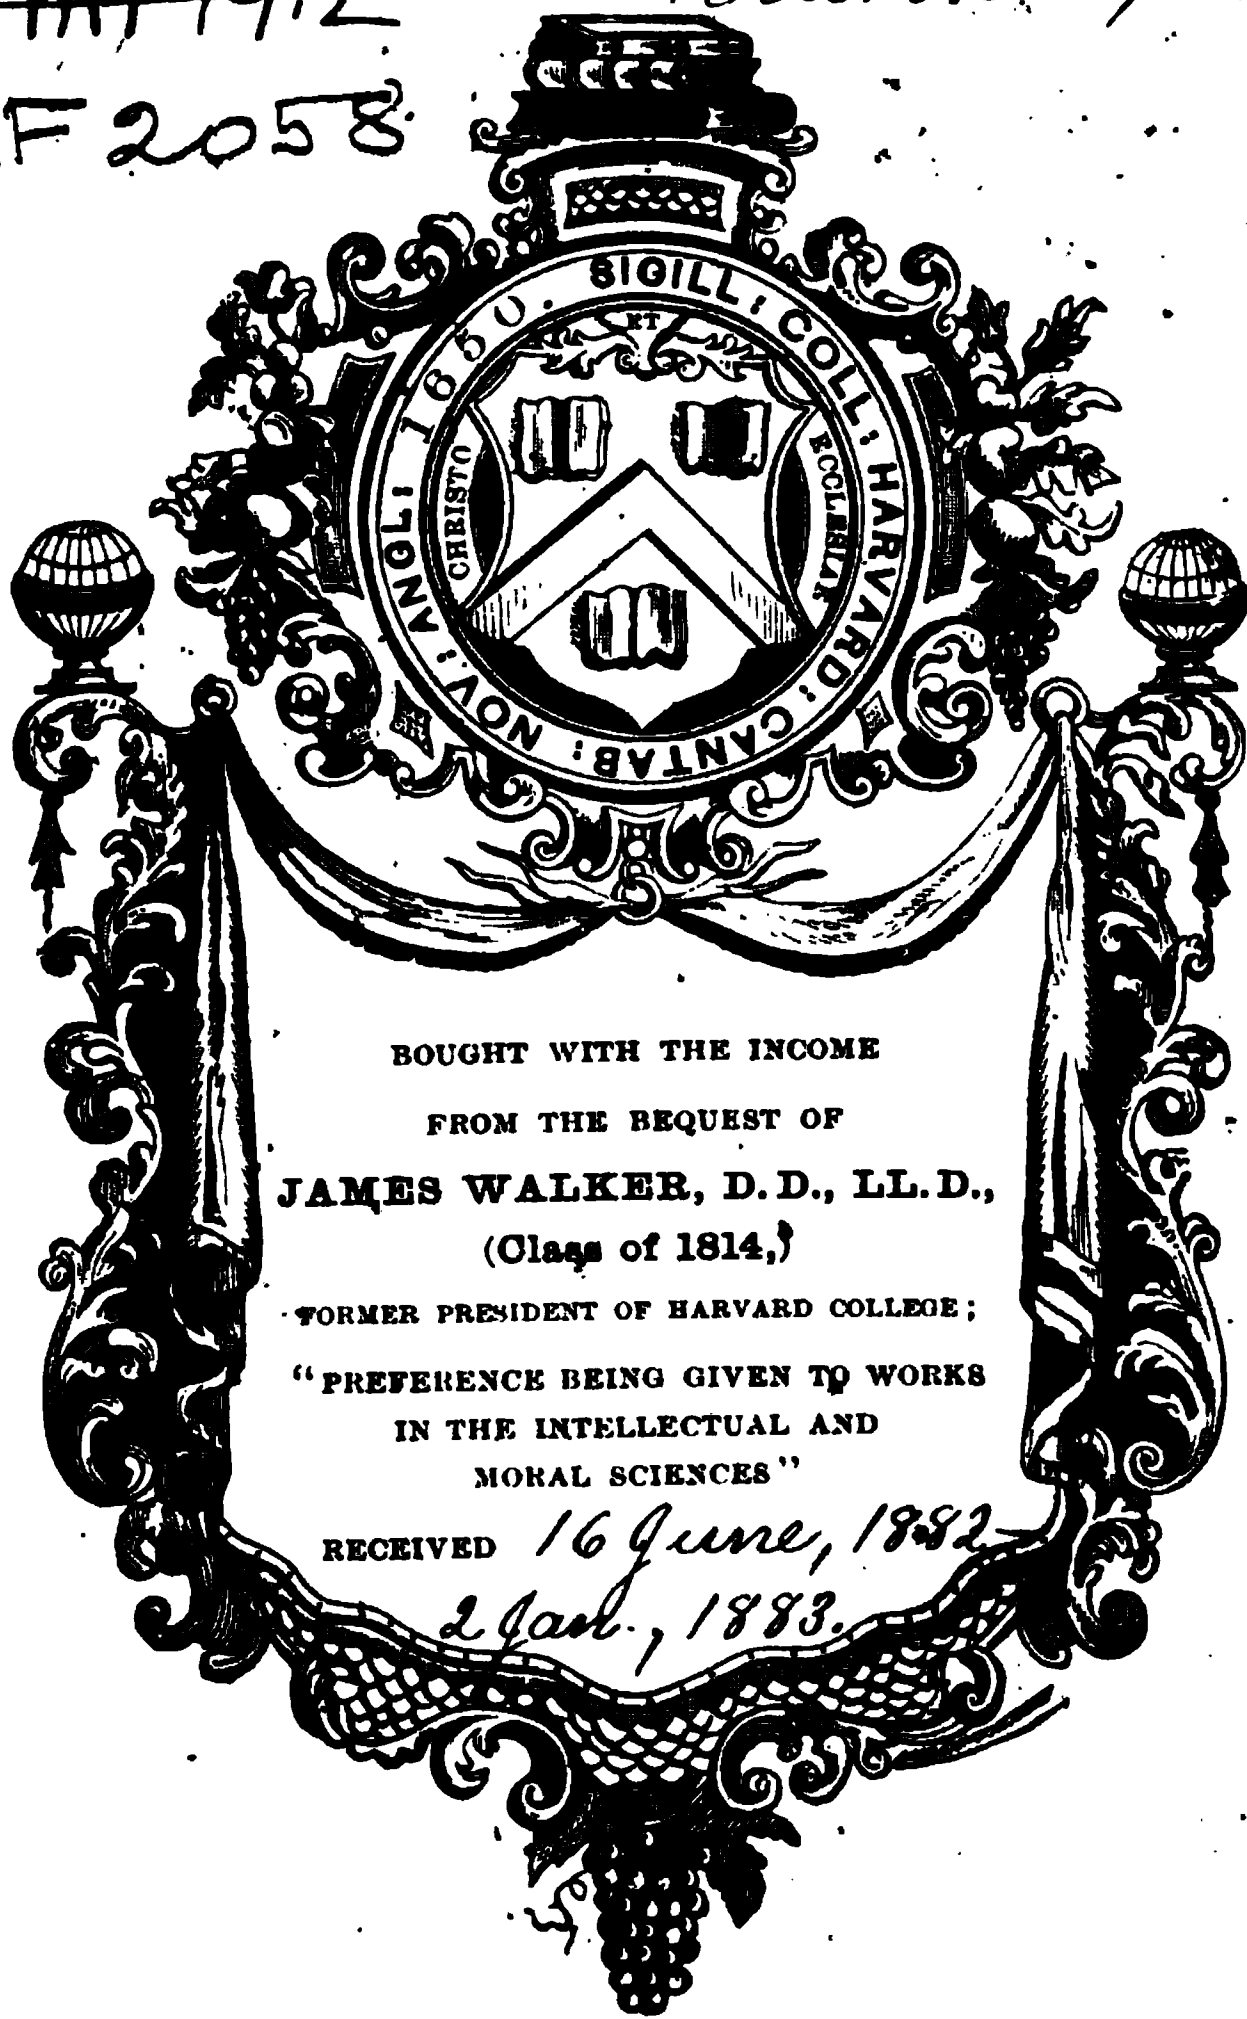 F 2058
SIGILL: COLL: HARVARD: CANTAB: NOV: ANGL: 1650.
CHRISTO ET ECCLESIAE
BOUGHT WITH THE INCOME
FROM THE BEQUEST OF
JAMES WALKER, D.D., LL.D.,
(Class of 1814,)
FORMER PRESIDENT OF HARVARD COLLEGE;
"PREFERENCE BEING GIVEN TO WORKS
IN THE INTELLECTUAL AND
MORAL SCIENCES"
RECEIVED 16 June, 1882
2 Jan., 1883.